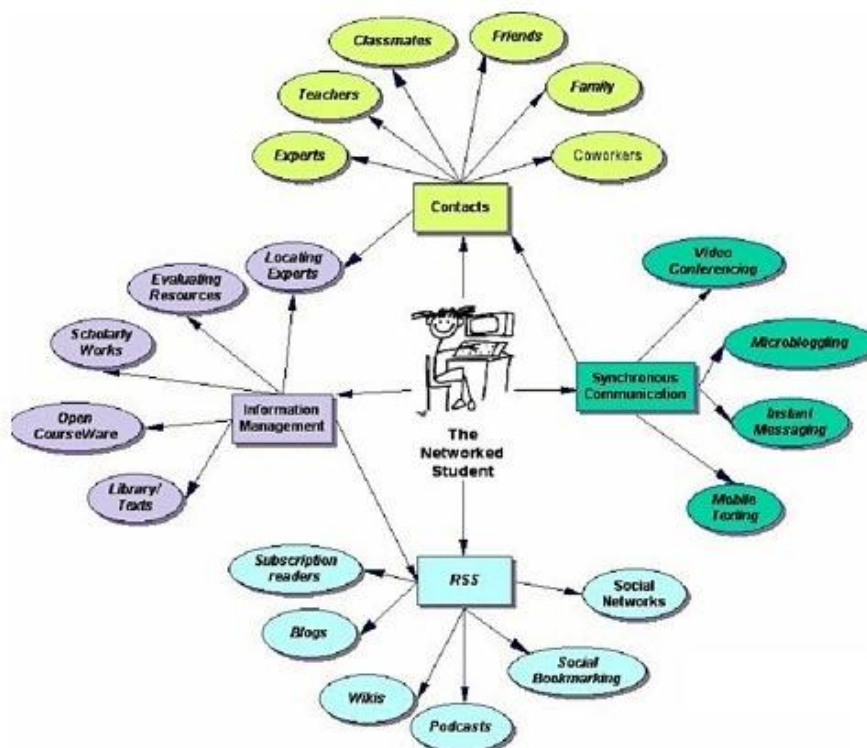 Classmates
Friends
Teachers
Family
Experts
Coworkers
Contacts
Locating
Experts
Evaluating
Resources
Scholarly
Works
Open
CourseWare
Library/
Texts
Information
Management
Video
Conferencing
Microblogging
Instant
Messaging
Mobile
Texting
Synchronous
Communication
The
Networked
Student
RSS
Subscription
readers
Blogs
Wikis
Podcasts
Social
Bookmarking
Social
Networks